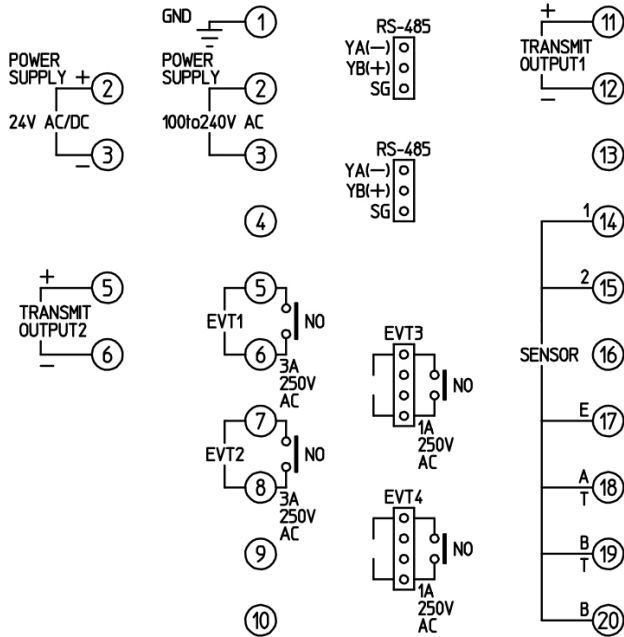 GND
1
POWER
SUPPLY +
2
24V AC/DC
−
3
POWER
SUPPLY
2
100to240V AC
3
4
RS-485
YA(−)
YB(+)
SG
RS-485
YA(−)
YB(+)
SG
+
11
TRANSMIT
OUTPUT1
−
12
13
1
14
2
15
SENSOR
16
E
17
A
T
18
B
T
19
B
20
+
5
TRANSMIT
OUTPUT2
−
6
5
EVT1
NO
6
3A
250V
AC
7
EVT2
NO
8
3A
250V
AC
9
10
EVT3
NO
1A
250V
AC
EVT4
NO
1A
250V
AC